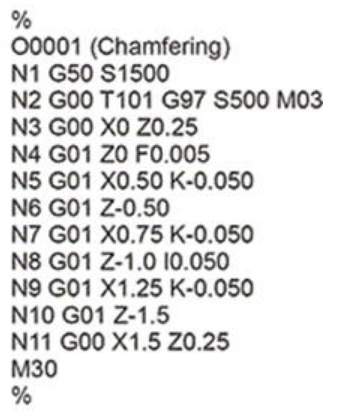 %
O0001 (Chamfering)
N1 G50 S1500
N2 G00 T101 G97 S500 M03
N3 G00 X0 Z0.25
N4 G01 Z0 F0.005
N5 G01 X0.50 K-0.050
N6 G01 Z-0.50
N7 G01 X0.75 K-0.050
N8 G01 Z-1.0 I0.050
N9 G01 X1.25 K-0.050
N10 G01 Z-1.5
N11 G00 X1.5 Z0.25
M30
%